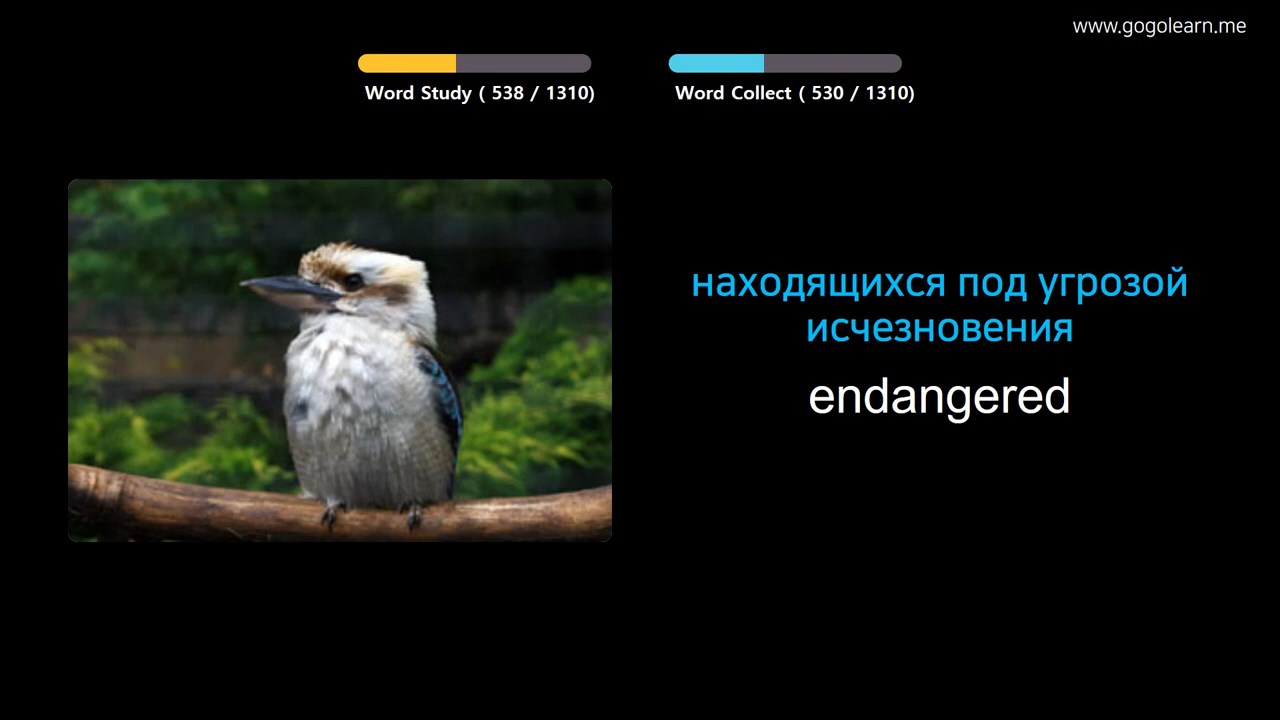 www.gogolearn.me
Word Study ( 538 / 1310)
Word Collect ( 530 / 1310)
находящихся под угрозой
исчезновения
endangered